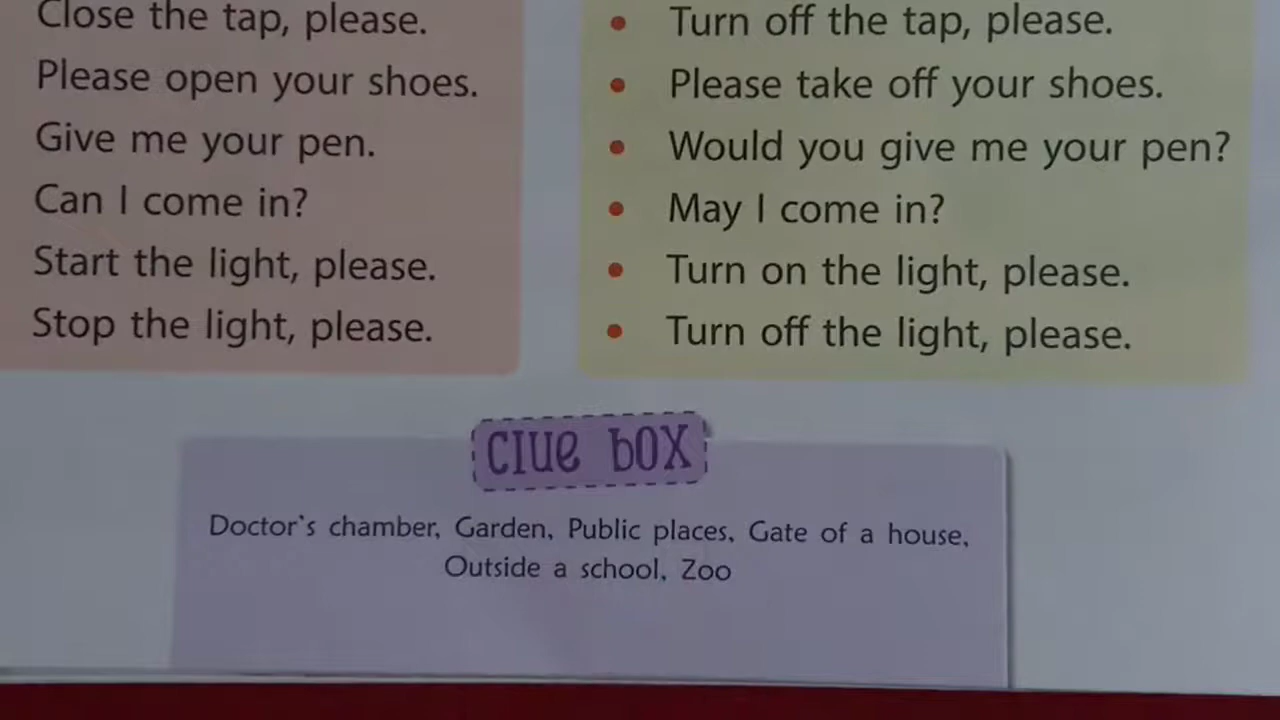 Close the tap, please.
Please open your shoes.
Give me your pen.
Can I come in?
Start the light, please.
Stop the light, please.
• Turn off the tap, please.
• Please take off your shoes.
• Would you give me your pen?
• May I come in?
• Turn on the light, please.
• Turn off the light, please.
Clue box
Doctor's chamber, Garden, Public places, Gate of a house,
Outside a school, Zoo